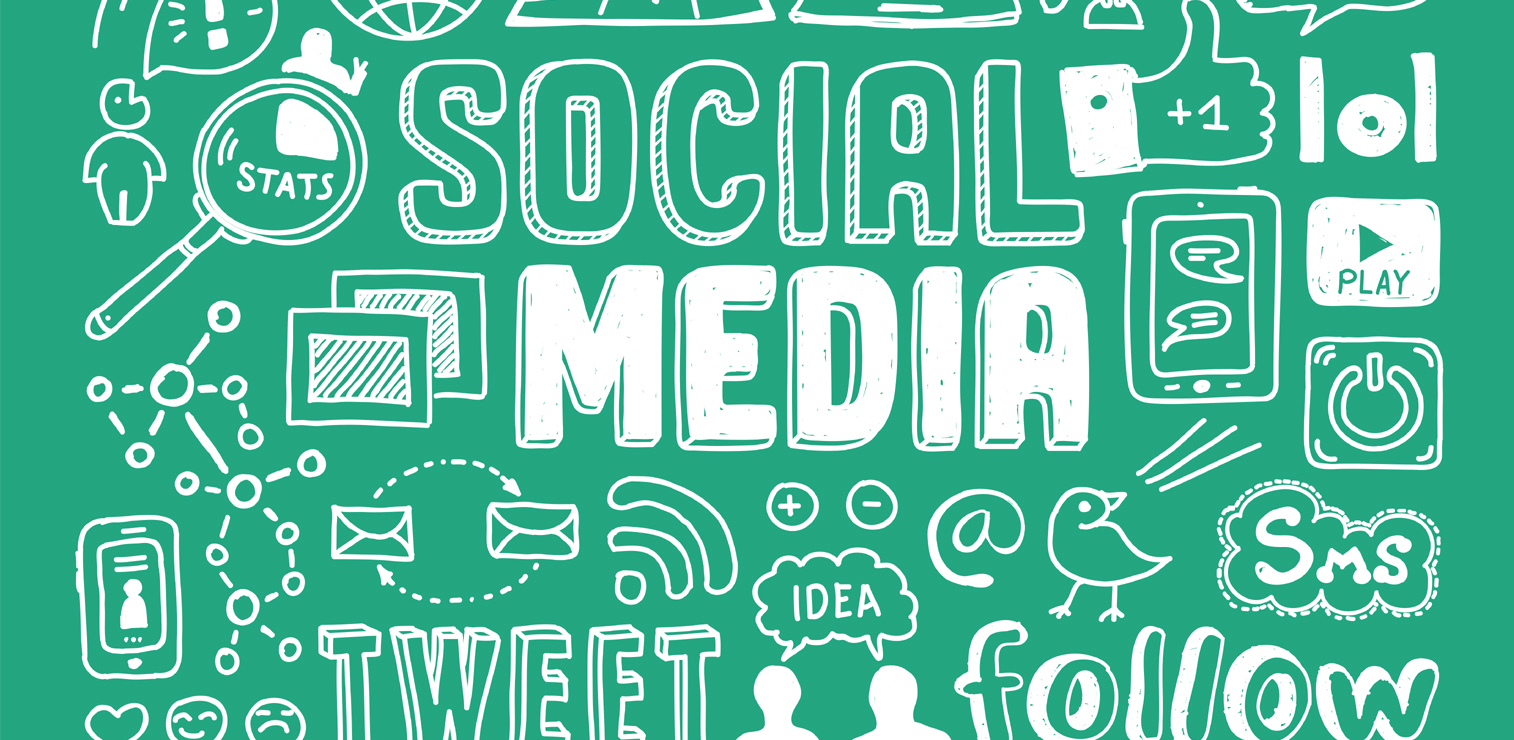 !
SOCIAL
+1
lol
STATS
MEDIA
PLAY
+ −
@
SMS
IDEA
TWEET
follow